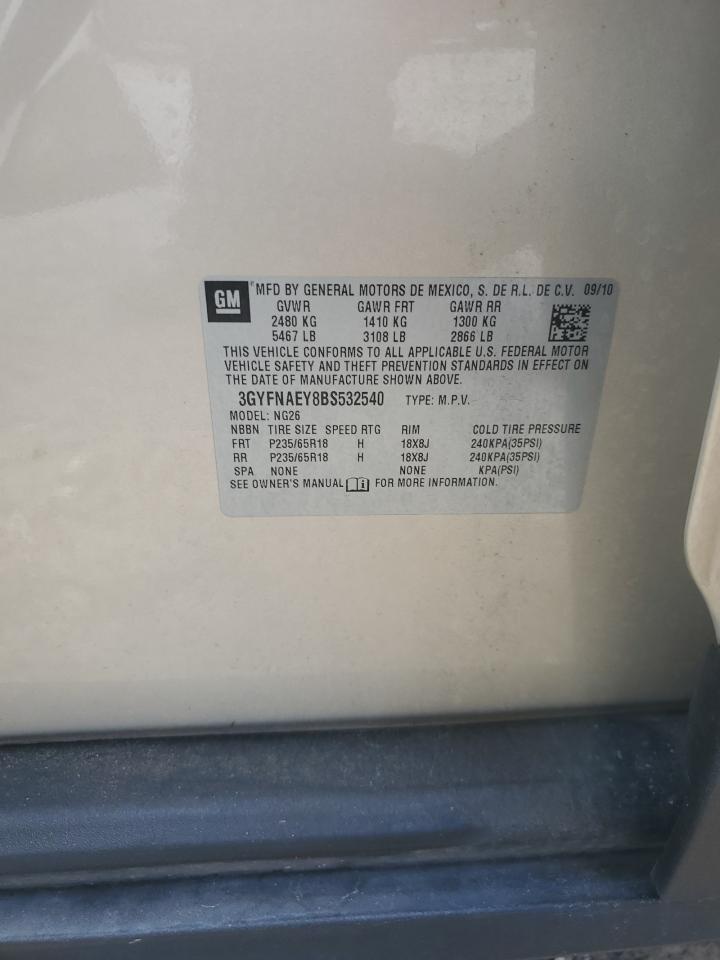 GM MFD BY GENERAL MOTORS DE MEXICO, S. DE R.L. DE C.V. 09/10
GVWR GAWR FRT GAWR RR
2480 KG 1410 KG 1300 KG
5467 LB 3108 LB 2866 LB
THIS VEHICLE CONFORMS TO ALL APPLICABLE U.S. FEDERAL MOTOR
VEHICLE SAFETY AND THEFT PREVENTION STANDARDS IN EFFECT ON
THE DATE OF MANUFACTURE SHOWN ABOVE.
3GYFNAEY8BS532540 TYPE: M.P.V.
MODEL: NG26
NBBN TIRE SIZE SPEED RTG RIM COLD TIRE PRESSURE
FRT P235/65R18 H 18X8J 240KPA(35PSI)
RR P235/65R18 H 18X8J 240KPA(35PSI)
SPA NONE NONE KPA(PSI)
SEE OWNER'S MANUAL FOR MORE INFORMATION.